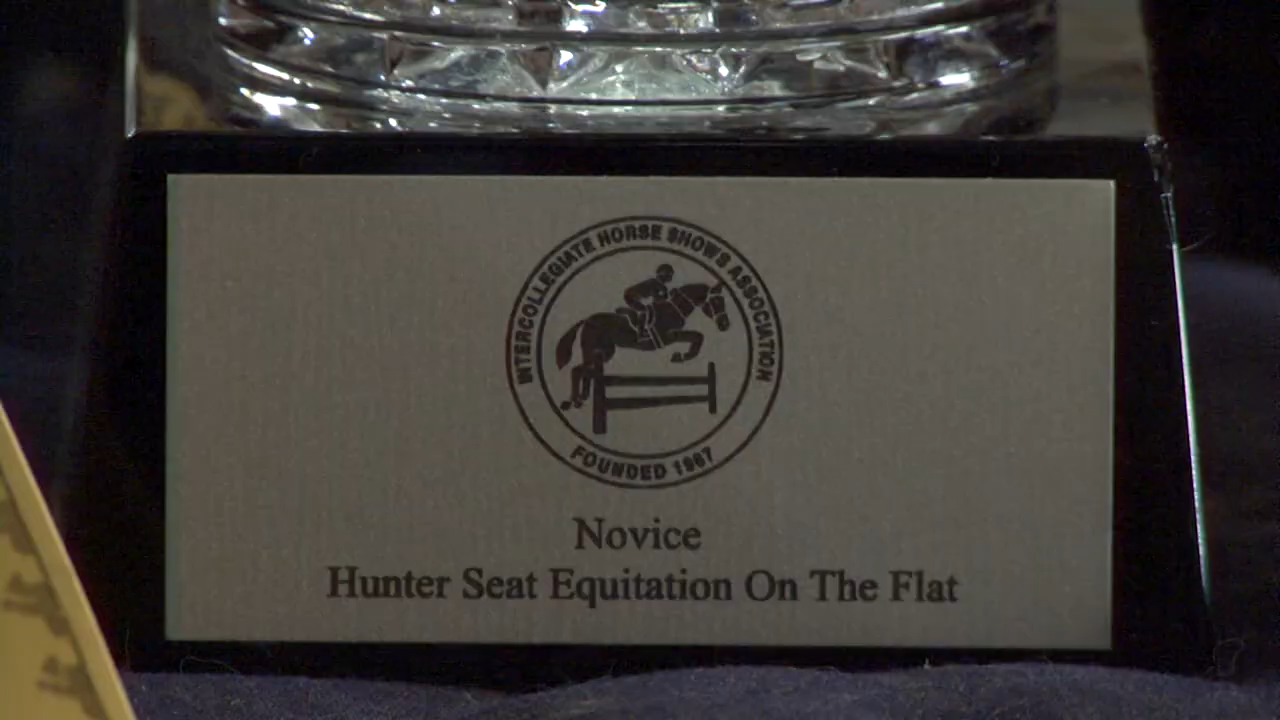 INTERCOLLEGIATE HORSE SHOWS ASSOCIATION
FOUNDED 1967
Novice
Hunter Seat Equitation On The Flat